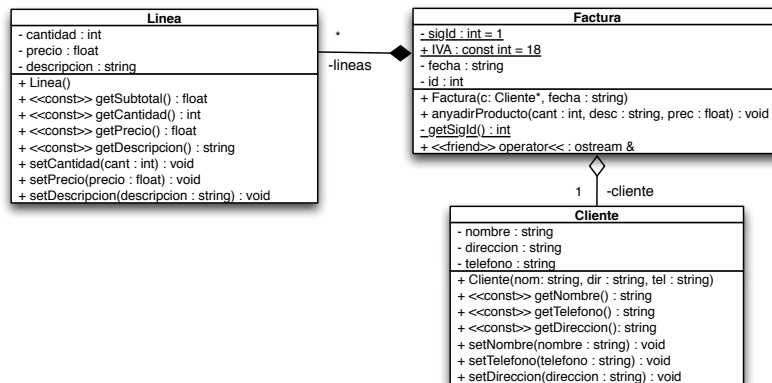 Linea
- cantidad : int
- precio : float
- descripcion : string
+ Linea()
+ <<const>> getSubtotal() : float
+ <<const>> getCantidad() : int
+ <<const>> getPrecio() : float
+ <<const>> getDescripcion() : string
+ setCantidad(cant : int) : void
+ setPrecio(precio : float) : void
+ setDescripcion(descripcion : string) : void
*
-lineas
Factura
- sigId : int = 1
+ IVA : const int = 18
- fecha : string
- id : int
+ Factura(c: Cliente*, fecha : string)
+ anyadirProducto(cant : int, desc : string, prec : float) : void
- getSigId() : int
+ <<friend>> operator<< : ostream &
1
-cliente
Cliente
- nombre : string
- direccion : string
- telefono : string
+ Cliente(nom: string, dir : string, tel : string)
+ <<const>> getNombre() : string
+ <<const>> getTelefono() : string
+ <<const>> getDireccion(): string
+ setNombre(nombre : string) : void
+ setTelefono(telefono : string) : void
+ setDireccion(direccion : string) : void